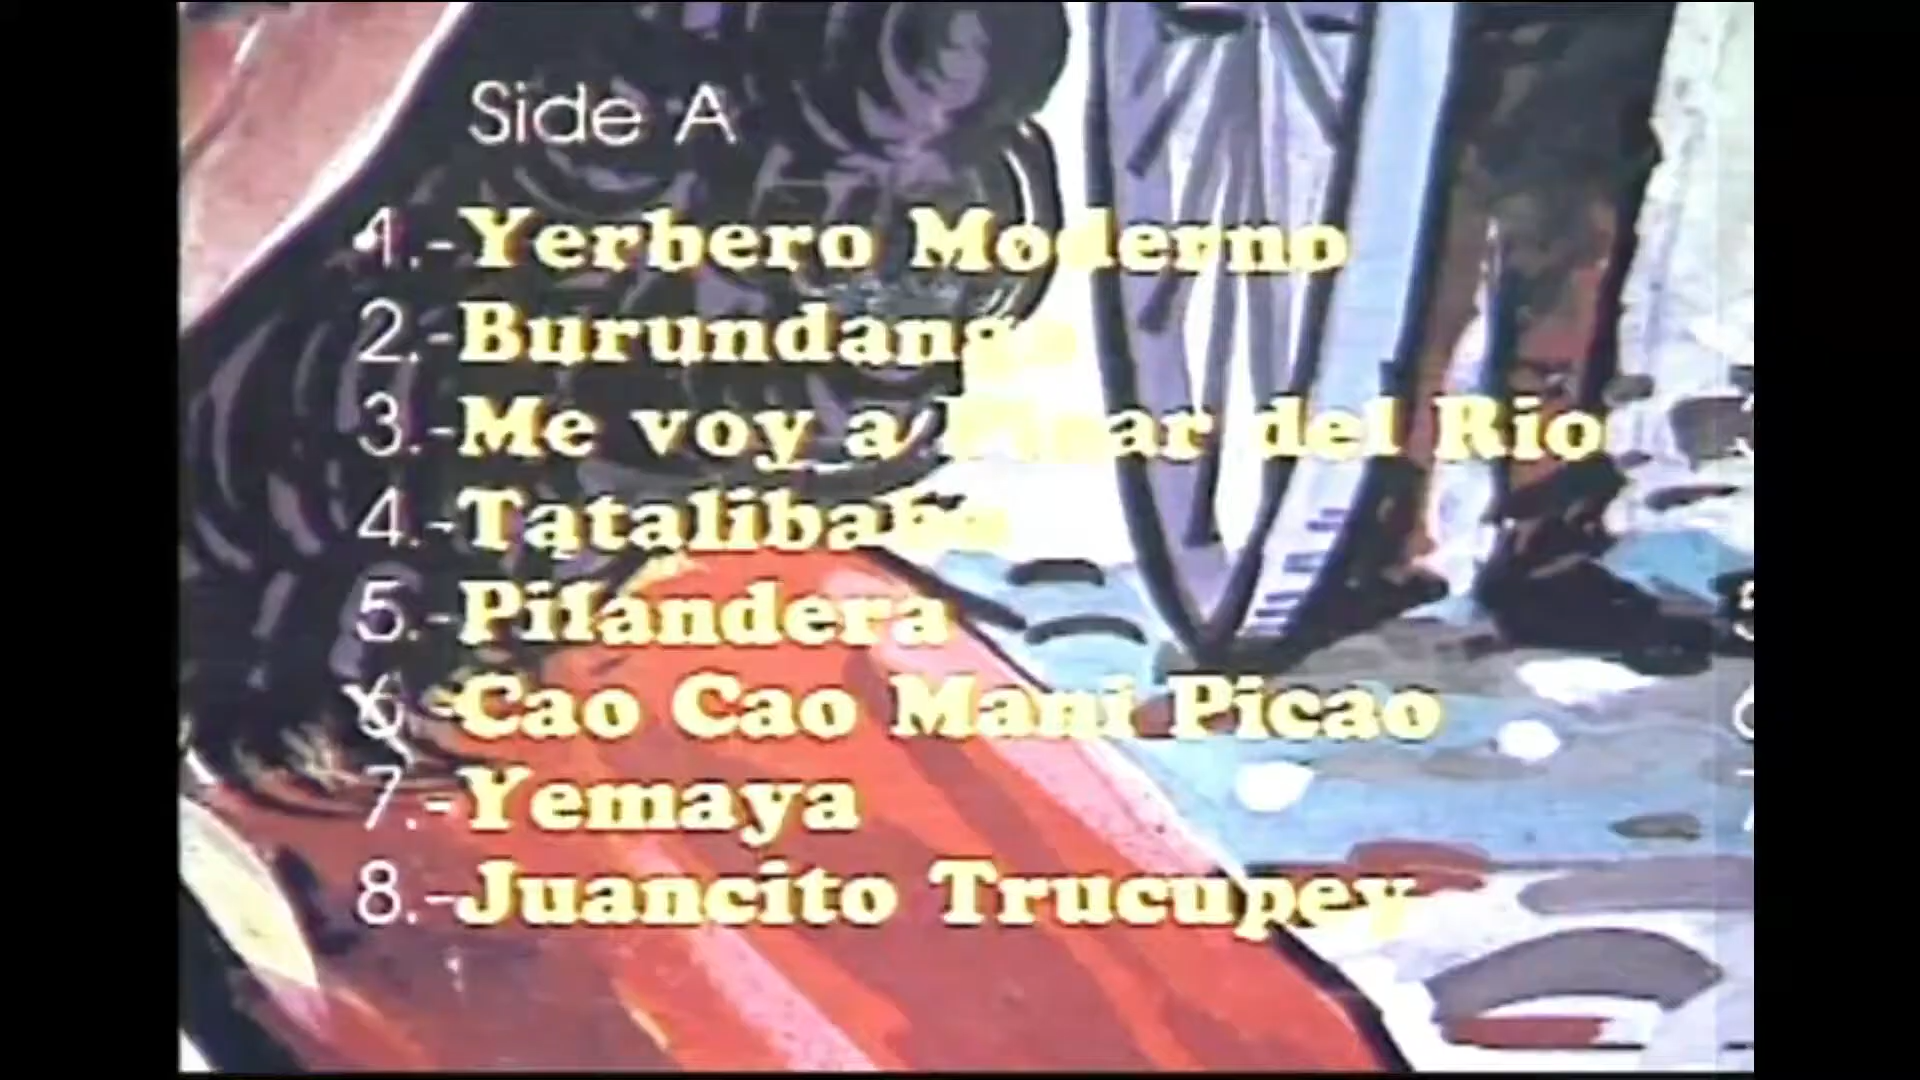 Side A
1.-Yerbero Moderno
2.-Burundanga
3.-Me voy a Pinar del Rio
4.-Tatalibaba
5.-Pilandera
6.-Cao Cao Mani Picao
7.-Yemaya
8.-Juancito Trucupey